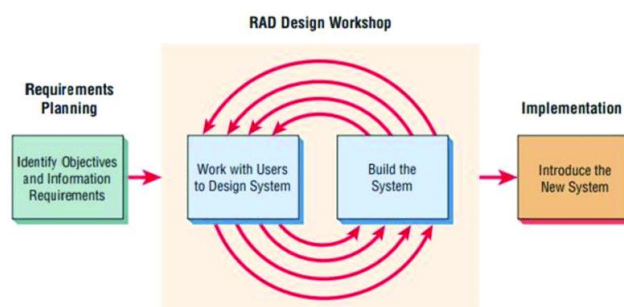 RAD Design Workshop
Requirements
Planning
Identify Objectives
and Information
Requirements
Work with Users
to Design System
Build the
System
Implementation
Introduce the
New System